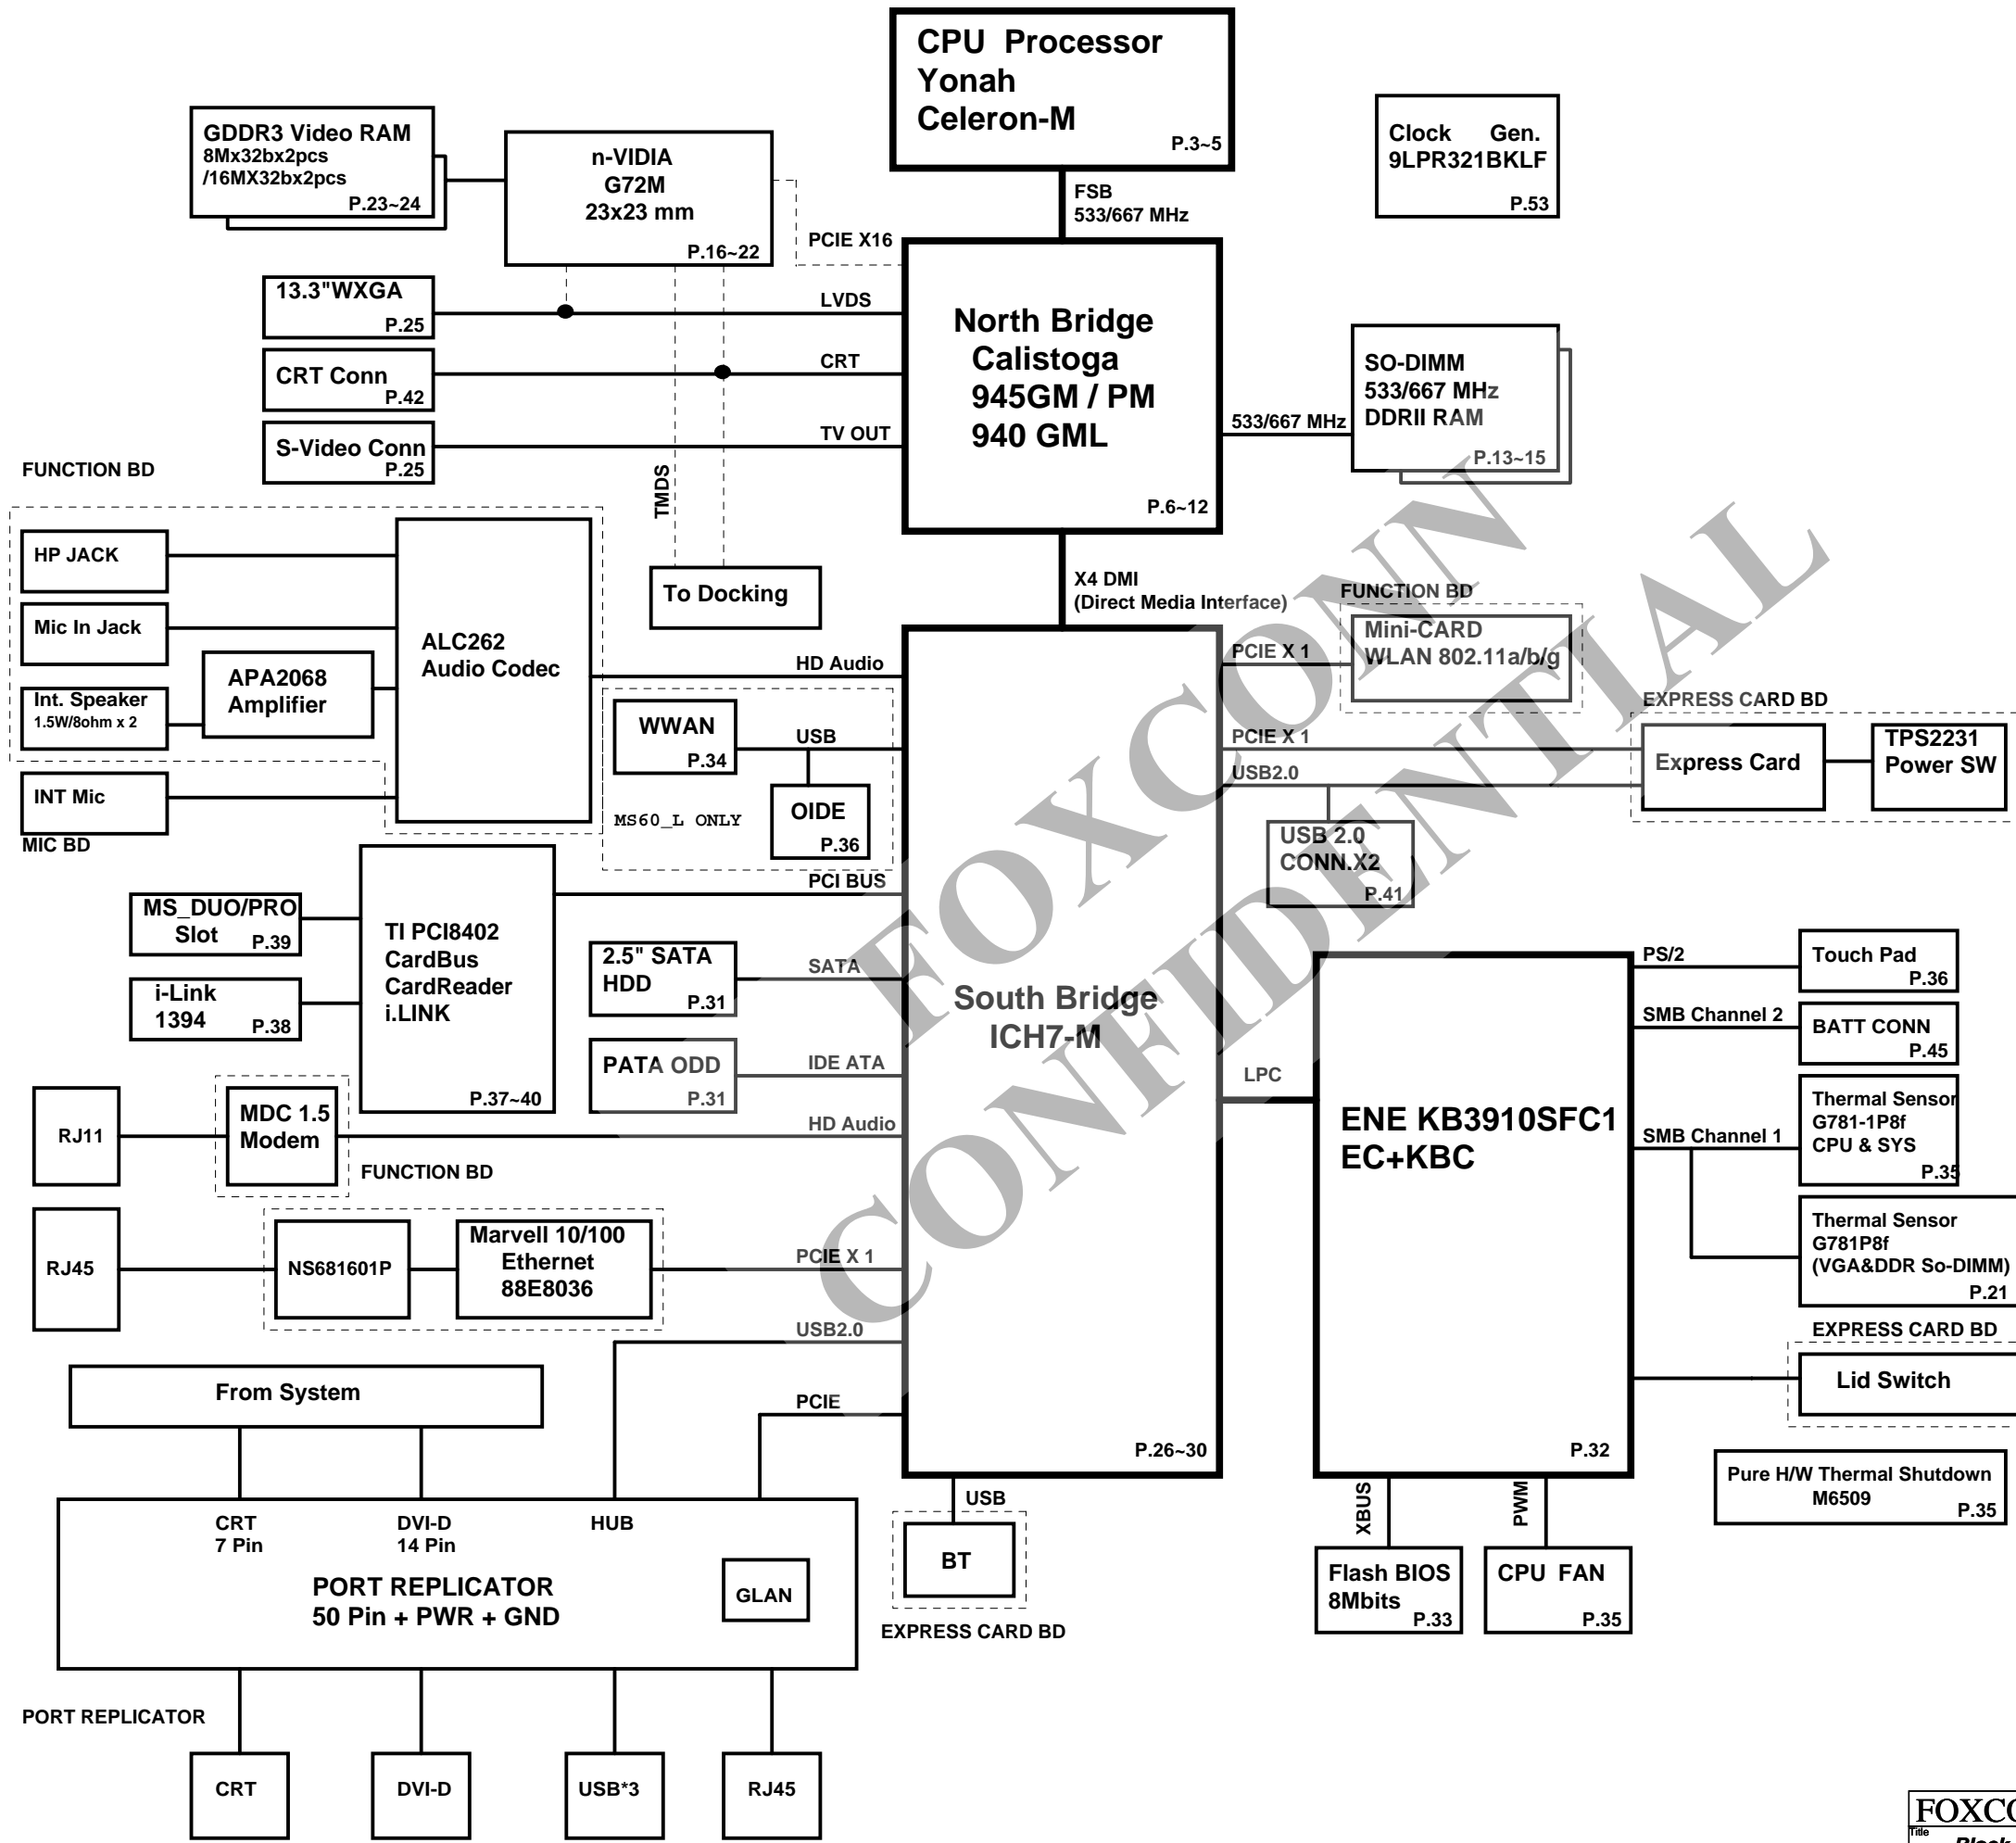 CPU Processor
Yonah
Celeron-M
P.3~5
Clock Gen.
9LPR321BKLF
P.53
GDDR3 Video RAM
8Mx32bx2pcs
/16MX32bx2pcs
P.23~24
n-VIDIA
G72M
23x23 mm
P.16~22
FSB
533/667 MHz
PCIE X16
13.3"WXGA
P.25
LVDS
CRT Conn
P.42
CRT
S-Video Conn
P.25
TV OUT
North Bridge
Calistoga
945GM / PM
940 GML
P.6~12
533/667 MHz
SO-DIMM
533/667 MHz
DDRII RAM
P.13~15
TMDS
To Docking
X4 DMI
(Direct Media Interface)
FUNCTION BD
HP JACK
Mic In Jack
Int. Speaker
1.5W/8ohm x 2
APA2068
Amplifier
ALC262
Audio Codec
HD Audio
INT Mic
MIC BD
WWAN
P.34
USB
OIDE
P.36
MS60_L ONLY
FUNCTION BD
Mini-CARD
WLAN 802.11a/b/g
PCIE X 1
EXPRESS CARD BD
PCIE X 1
USB2.0
Express Card
TPS2231
Power SW
USB 2.0
CONN.X2
P.41
PCI BUS
MS_DUO/PRO
Slot P.39
i-Link
1394 P.38
TI PCI8402
CardBus
CardReader
i.LINK
P.37~40
2.5" SATA
HDD
P.31
SATA
PATA ODD
P.31
IDE ATA
South Bridge
ICH7-M
P.26~30
RJ11
MDC 1.5
Modem
HD Audio
FUNCTION BD
RJ45
NS681601P
Marvell 10/100
Ethernet
88E8036
PCIE X 1
USB2.0
PCIE
LPC
ENE KB3910SFC1
EC+KBC
P.32
PS/2
Touch Pad
P.36
SMB Channel 2
BATT CONN
P.45
SMB Channel 1
Thermal Sensor
G781-1P8f
CPU & SYS
P.35
Thermal Sensor
G781P8f
(VGA&DDR So-DIMM)
P.21
EXPRESS CARD BD
Lid Switch
Pure H/W Thermal Shutdown
M6509
P.35
XBUS
PWM
Flash BIOS
8Mbits
P.33
CPU FAN
P.35
USB
BT
EXPRESS CARD BD
From System
CRT
7 Pin
DVI-D
14 Pin
HUB
PORT REPLICATOR
50 Pin + PWR + GND
GLAN
PORT REPLICATOR
CRT
DVI-D
USB*3
RJ45
FOXCONN
CONFIDENTIAL
FOXCO
Title